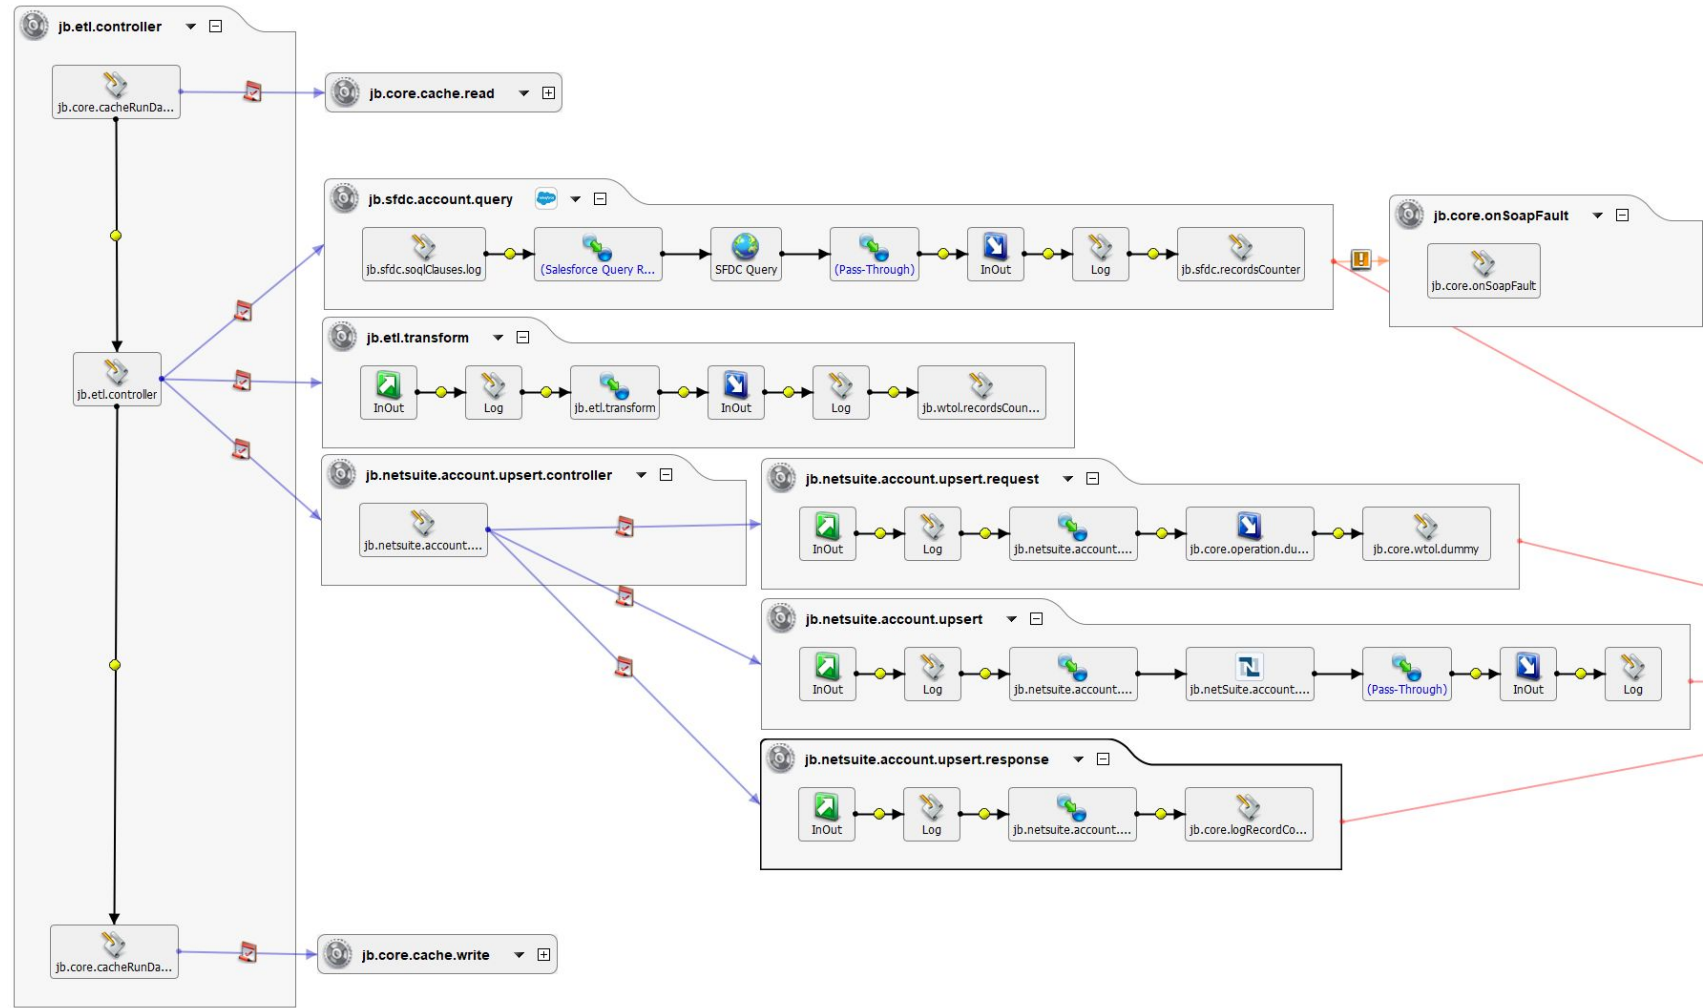 jb.etl.controller
jb.core.cacheRunDa...
jb.core.cache.read
jb.sfdc.account.query
jb.sfdc.soqlClauses.log
(Salesforce Query R...
SFDC Query
(Pass-Through)
InOut
Log
jb.sfdc.recordsCounter
jb.core.onSoapFault
jb.core.onSoapFault
jb.etl.controller
jb.etl.transform
InOut
Log
jb.etl.transform
InOut
Log
jb.wtol.recordsCoun...
jb.netsuite.account.upsert.controller
jb.netsuite.account....
jb.netsuite.account.upsert.request
InOut
Log
jb.netsuite.account....
jb.core.operation.du...
jb.core.wtol.dummy
jb.netsuite.account.upsert
InOut
Log
jb.netsuite.account....
N
jb.netSuite.account....
(Pass-Through)
InOut
Log
jb.netsuite.account.upsert.response
InOut
Log
jb.netsuite.account....
jb.core.logRecordCo...
jb.core.cacheRunDa...
jb.core.cache.write